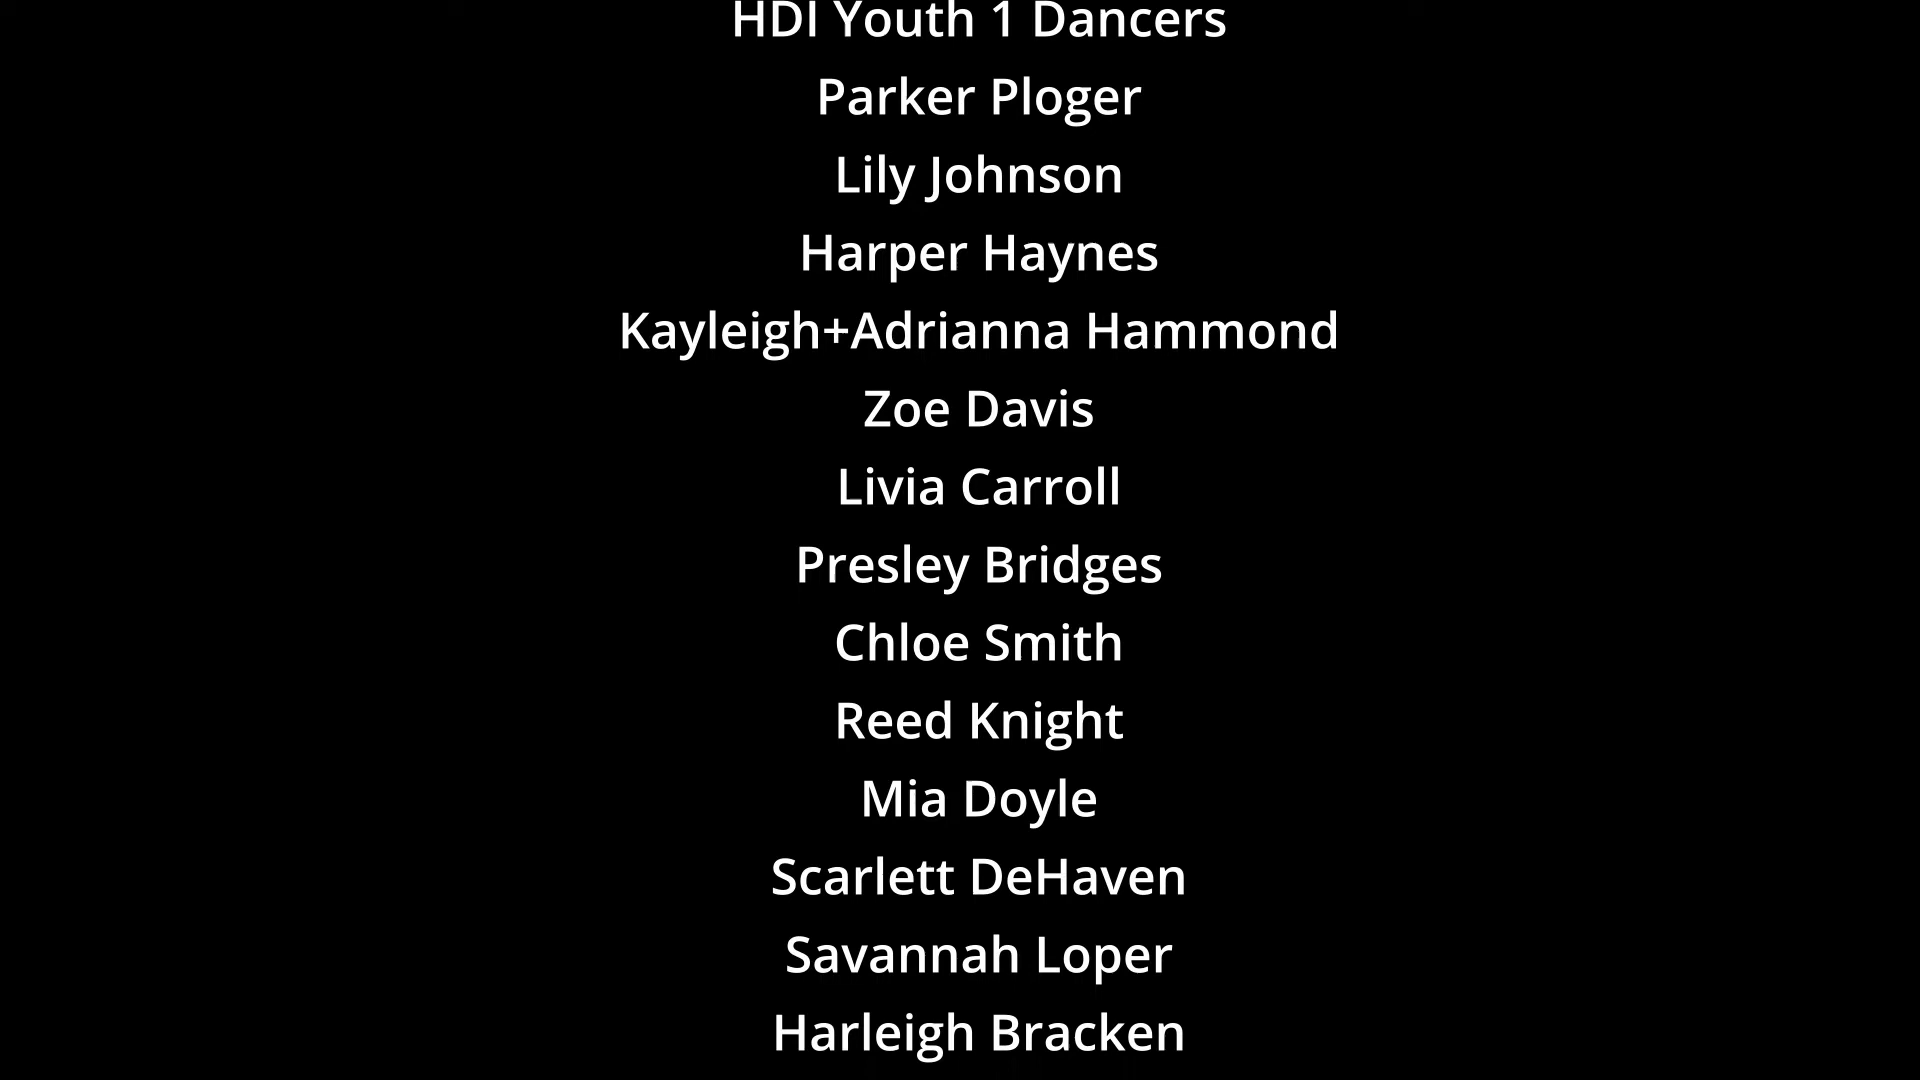 HDI Youth 1 Dancers
Parker Ploger
Lily Johnson
Harper Haynes
Kayleigh+Adrianna Hammond
Zoe Davis
Livia Carroll
Presley Bridges
Chloe Smith
Reed Knight
Mia Doyle
Scarlett DeHaven
Savannah Loper
Harleigh Bracken